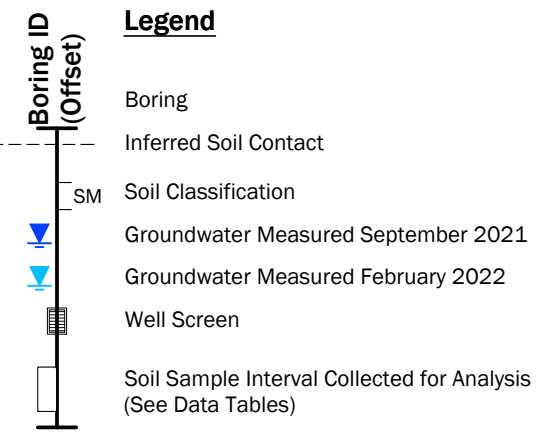 Legend
Boring ID
(Offset)
Boring
Inferred Soil Contact
SM
Soil Classification
Groundwater Measured September 2021
Groundwater Measured February 2022
Well Screen
Soil Sample Interval Collected for Analysis
(See Data Tables)